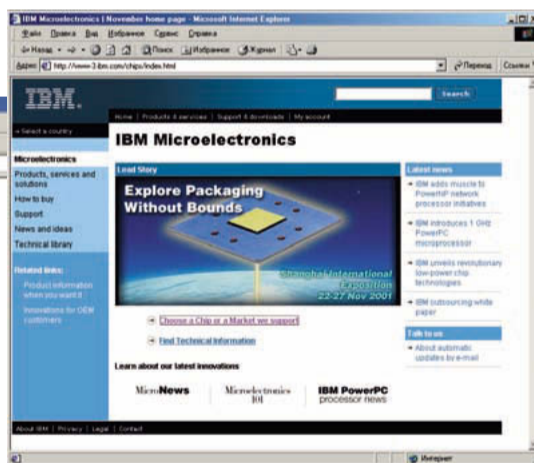 IBM Microelectronics | November home page - Microsoft Internet Explorer
Файл Правка Вид Избранное Сервис Справка
Назад Поиск Избранное Журнал
Адрес http://www-3.ibm.com/chips/index.html Переход Ссылки
IBM.
Search
Home | Products & services | Support & downloads | My account
Select a country
IBM Microelectronics
Microelectronics
Products, services and
solutions
How to buy
Support
News and ideas
Technical library
Related links:
Product information
when you want it
Innovations for OEM
customers
Lead Story
Explore Packaging
Without Bounds
Shanghai International
Exposition
22-27 Nov 2001
Choose a Chip or a Market we support
Find Technical Information
Learn about our latest innovations
MicroNews
Microelectronics
101
IBM PowerPC
processor news
Latest news
IBM adds muscle to
PowerNP network
processor initiatives
IBM introduces 1 GHz
PowerPC
microprocessor
IBM unveils revolutionary
low-power chip
technologies
IBM outsourcing white
paper
Talk to us
About automatic
updates by e-mail
About IBM | Privacy | Legal | Contact
Интернет